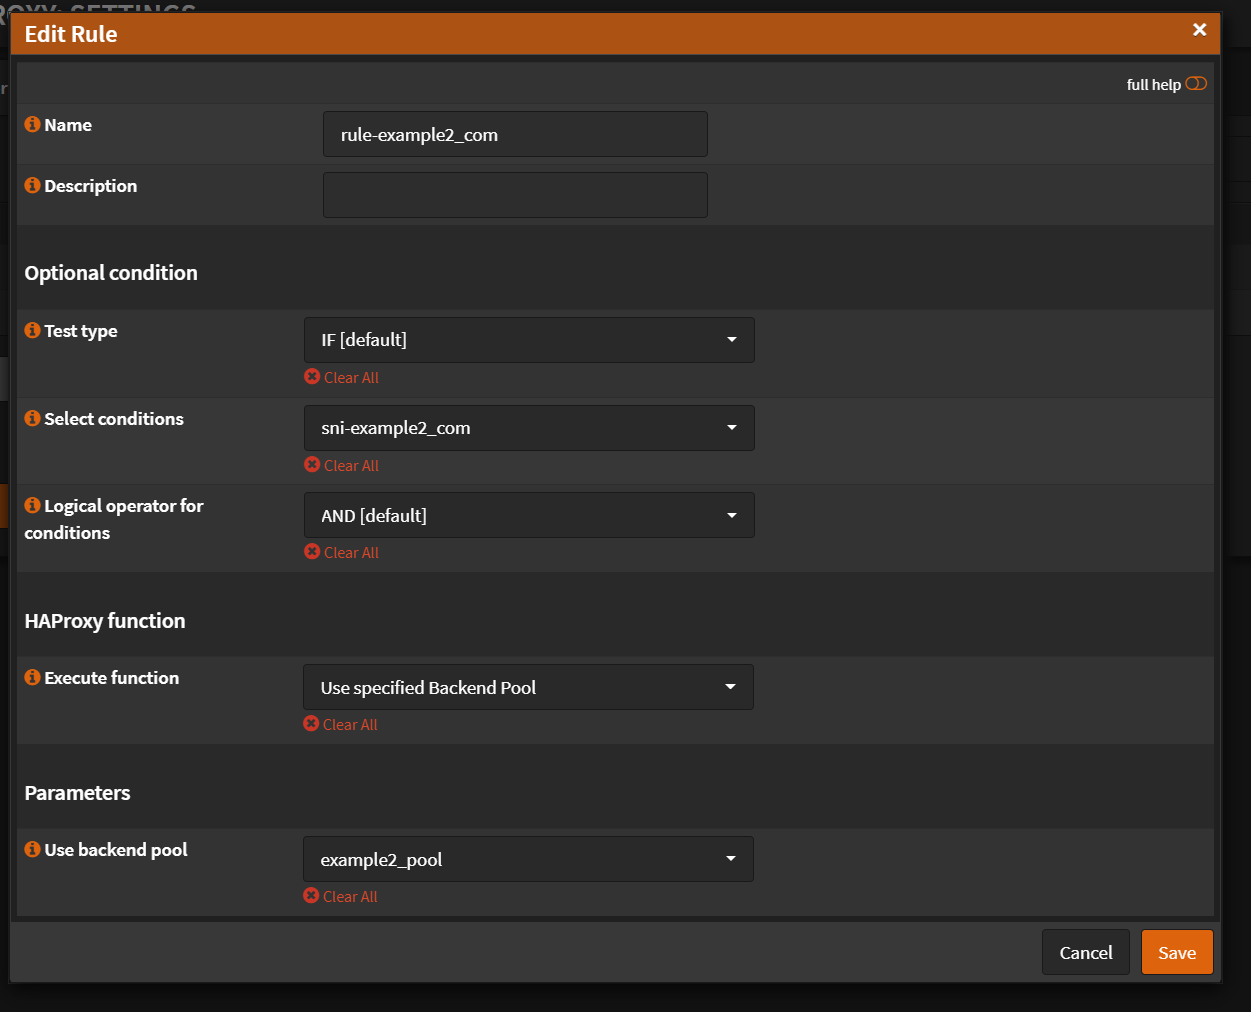 Edit Rule
full help
Name
rule-example2_com
Description
Optional condition
Test type
IF [default]
Clear All
Select conditions
sni-example2_com
Clear All
Logical operator for
conditions
AND [default]
Clear All
HAProxy function
Execute function
Use specified Backend Pool
Clear All
Parameters
Use backend pool
example2_pool
Clear All
Cancel
Save